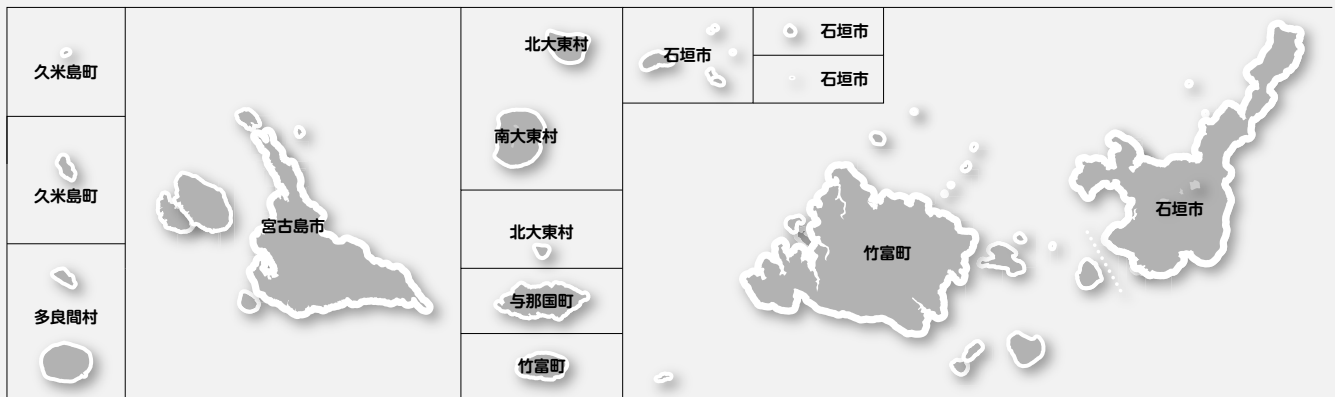 久米島町
久米島町
多良間村
宮古島市
北大東村
南大東村
北大東村
与那国町
竹富町
石垣市
石垣市
石垣市
竹富町
石垣市